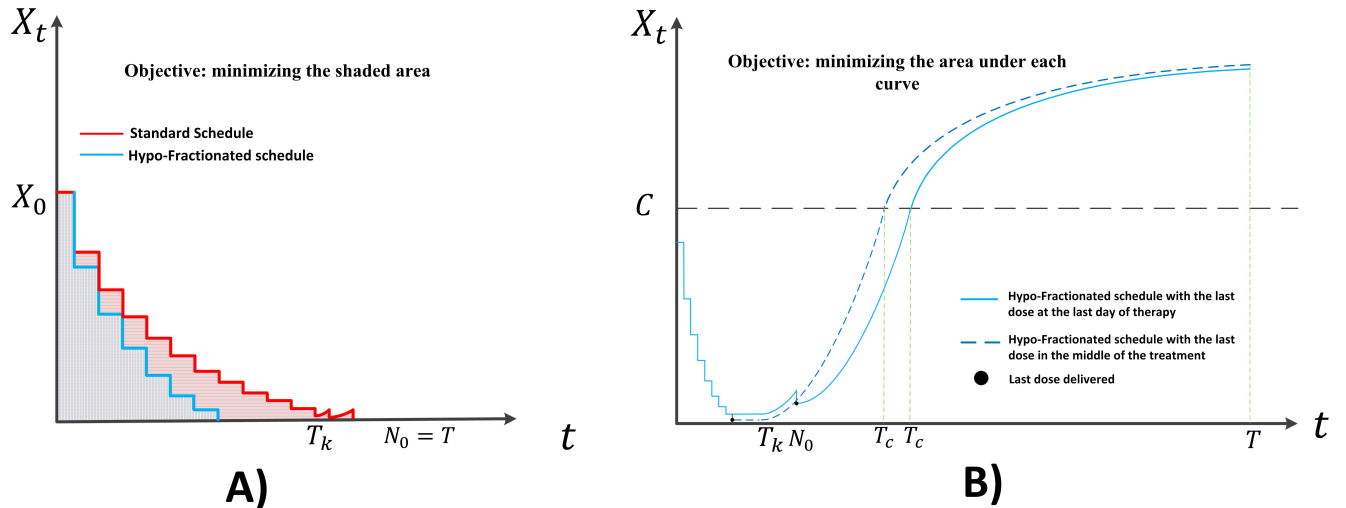 X_t
Objective: minimizing the shaded area
Standard Schedule
Hypo-Fractionated schedule
X_0
T_k
N_0 = T
t
A)
X_t
Objective: minimizing the area under each
curve
C
Hypo-Fractionated schedule with the last
dose at the last day of therapy
Hypo-Fractionated schedule with the last
dose in the middle of the treatment
Last dose delivered
T_k N_0 T_c T_c T
t
B)